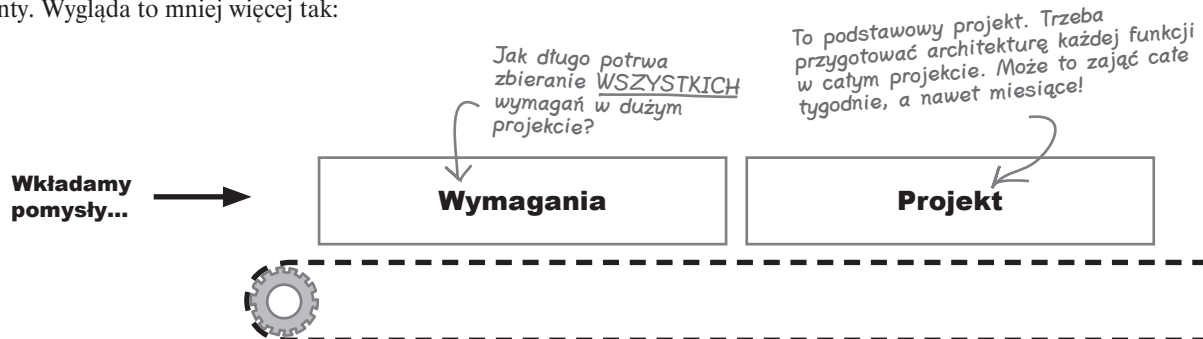 nty. Wygląda to mniej więcej tak:
Jak długo potrwa
zbieranie WSZYSTKICH
wymagań w dużym
projekcie?
To podstawowy projekt. Trzeba
przygotować architekturę każdej funkcji
w całym projekcie. Może to zająć całe
tygodnie, a nawet miesiące!
Wkładamy
pomysły...
Wymagania
Projekt